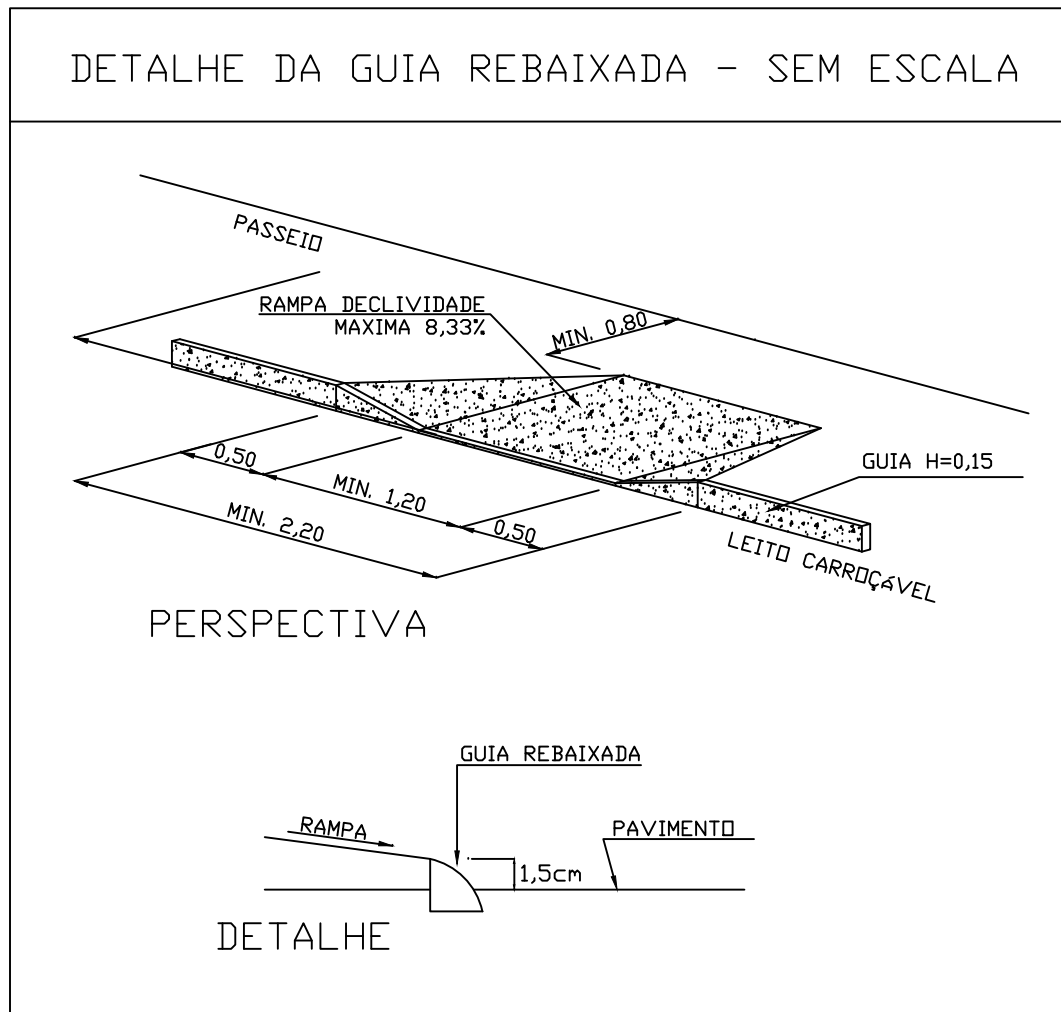 DETALHE DA GUIA REBAIXADA - SEM ESCALA
PASSEIO
RAMPA DECLIVIDADE
MAXIMA 8,33%
MIN. 0,80
GUIA H=0,15
0,50
MIN. 1,20
0,50
MIN. 2,20
LEITO CARROÇáVEL
PERSPECTIVA
GUIA REBAIXADA
RAMPA
PAVIMENTO
1,5cm
DETALHE